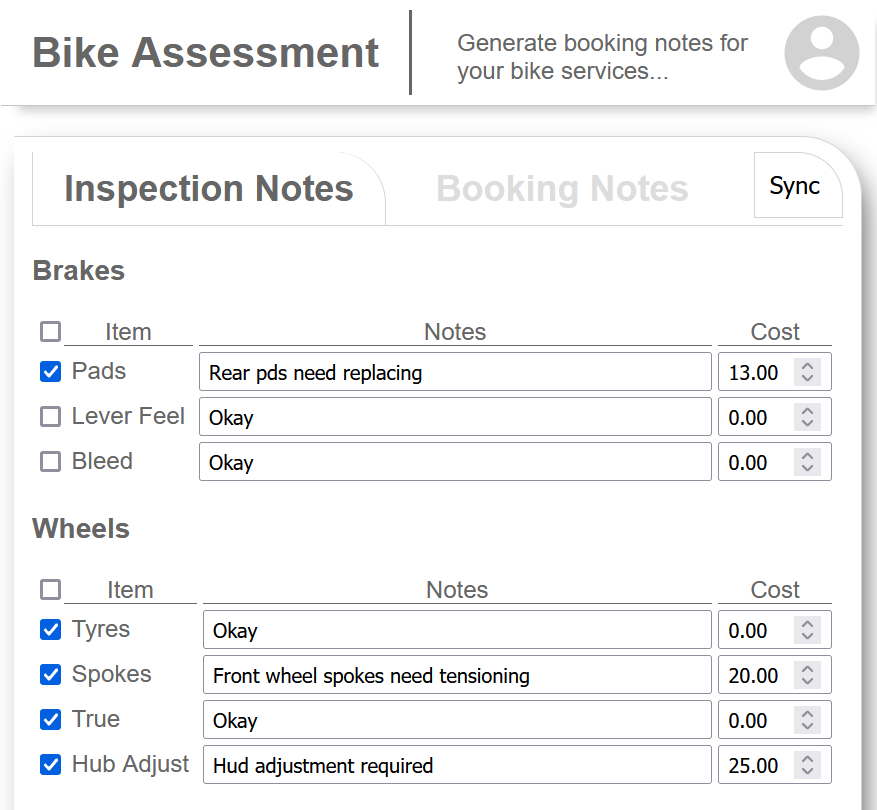 Bike Assessment
Generate booking notes for
your bike services...
Inspection Notes
Booking Notes
Sync
Brakes
Item Notes Cost
Pads Rear pds need replacing 13.00
Lever Feel Okay 0.00
Bleed Okay 0.00
Wheels
Item Notes Cost
Tyres Okay 0.00
Spokes Front wheel spokes need tensioning 20.00
True Okay 0.00
Hub Adjust Hud adjustment required 25.00